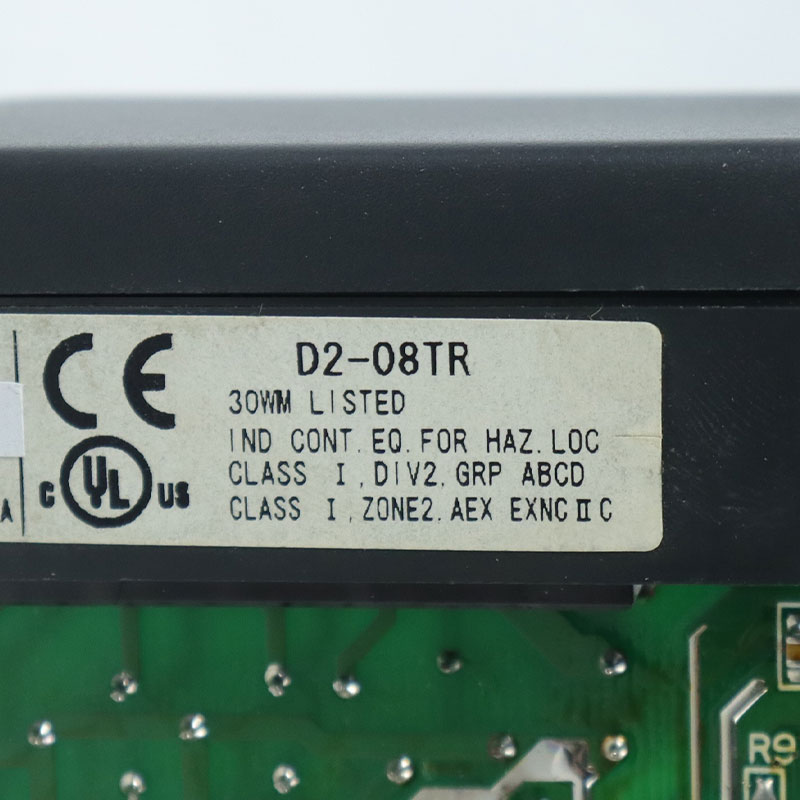 CE
D2-08TR
30WM LISTED
IND CONT. EQ. FOR HAZ. LOC
CLASS I, DIV2. GRP ABCD
C UL US
CLASS I, ZONE2. AEX EXNC II C
A
R9